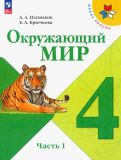 А. А. Плешаков
Е. А. Крючкова
Окружающий
МИР
4
Часть 1